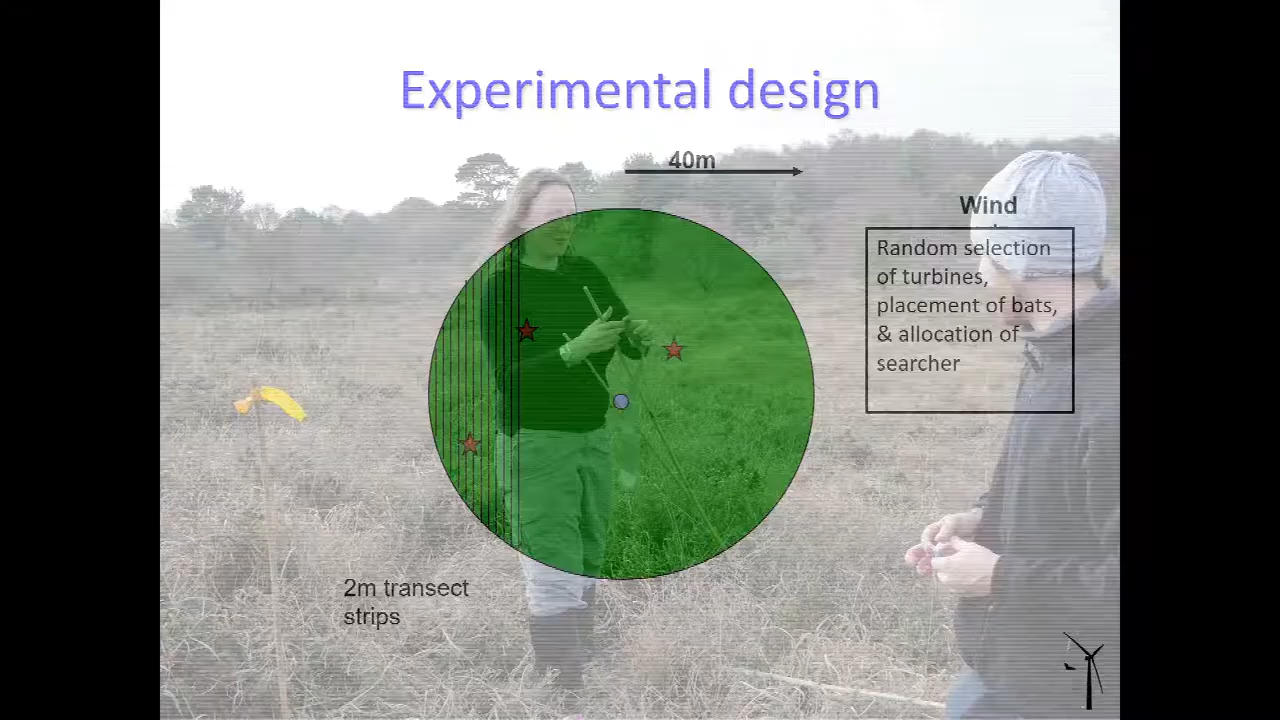 Experimental design
40m
Wind
Random selection
of turbines,
placement of bats,
& allocation of
searcher
2m transect
strips